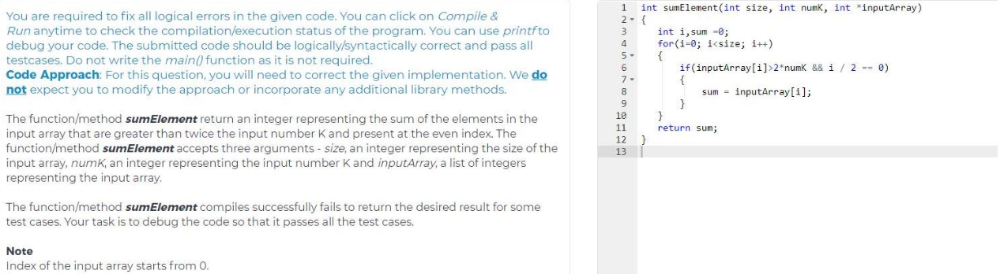 You are required to fix all logical errors in the given code. You can click on Compile &
Run anytime to check the compilation/execution status of the program. You can use printf to
debug your code. The submitted code should be logically/syntactically correct and pass all
testcases. Do not write the main() function as it is not required.
Code Approach: For this question, you will need to correct the given implementation. We do
not expect you to modify the approach or incorporate any additional library methods.
The function/method sumElement return an integer representing the sum of the elements in the
input array that are greater than twice the input number K and present at the even index. The
function/method sumElement accepts three arguments - size, an integer representing the size of the
input array, numK, an integer representing the input number K and inputArray, a list of integers
representing the input array.
The function/method sumElement compiles successfully fails to return the desired result for some
test cases. Your task is to debug the code so that it passes all the test cases.
Note
Index of the input array starts from 0.
1 int sumElement(int size, int numK, int *inputArray)
2 {
3 int i,sum =0;
4 for(i=0; i<size; i++)
5 {
6 if(inputArray[i]>2*numK && i / 2 == 0)
7 {
8 sum = inputArray[i];
9 }
10 }
11 return sum;
12 }
13